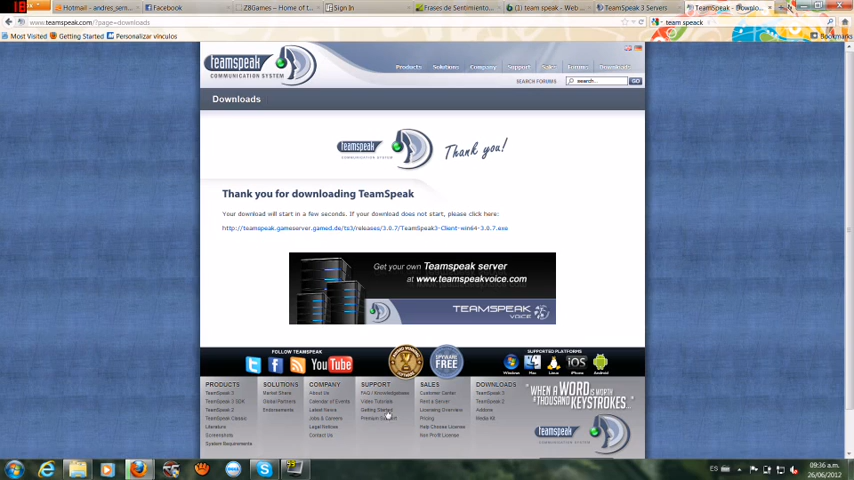 Hotmail - andres_sem...
Facebook
Z8Games – Home of t...
Sign In
Frases de Sentimiento...
team speak - Web ...
TeamSpeak 3 Servers
TeamSpeak - Downlo...
www.teamspeak.com/?page=downloads
team speack
Most Visited
Getting Started
Personalizar vínculos
Bookmarks
teamspeak
COMMUNICATION SYSTEM
Products
Solutions
Company
Support
Sales
Forums
Downloads
SEARCH FORUMS
search...
GO
Downloads
teamspeak
COMMUNICATION SYSTEM
Thank you!
Thank you for downloading TeamSpeak
Your download will start in a few seconds. If your download does not start, please click here:
http://teamspeak.gameserver.gamed.de/ts3/releases/3.0.7/TeamSpeak3-Client-win64-3.0.7.exe
Get your own Teamspeak server
at www.teamspeakvoice.com
TEAMSPEAK
VOICE
FOLLOW TEAMSPEAK
YouTube
SPYWARE
FREE
SUPPORTED PLATFORMS
Windows
Mac
Linux
iPhone
Android
iOS
PRODUCTS
TeamSpeak 3
TeamSpeak 3 SDK
TeamSpeak 2
TeamSpeak Classic
Literature
Screenshots
System Requirements
SOLUTIONS
Market Share
Global Partners
Endorsements
COMPANY
About Us
Calendar of Events
Latest News
Jobs & Careers
Legal Notices
Contact Us
SUPPORT
FAQ / Knowledgebase
Video Tutorials
Getting Started
Premium Support
SALES
Customer Center
Rent a Server
Licensing Overview
Pricing
Help Choose License
Non Profit License
DOWNLOADS
TeamSpeak 3
TeamSpeak 2
Addons
Media Kit
"WHEN A WORD IS WORTH
A THOUSAND KEYSTROKES..."
teamspeak
COMMUNICATION SYSTEM
ES
09:36 a.m.
26/06/2012